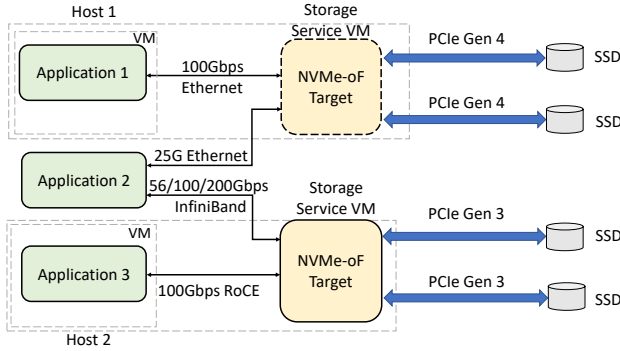 Host 1
Storage
Service VM
VM
PCIe Gen 4
Application 1
100Gbps
Ethernet
NVMe-oF
Target
SSD
PCIe Gen 4
SSD
25G Ethernet
Application 2
56/100/200Gbps
InfiniBand
Storage
Service VM
PCIe Gen 3
VM
SSD
Application 3
NVMe-oF
Target
100Gbps RoCE
PCIe Gen 3
SSD
Host 2